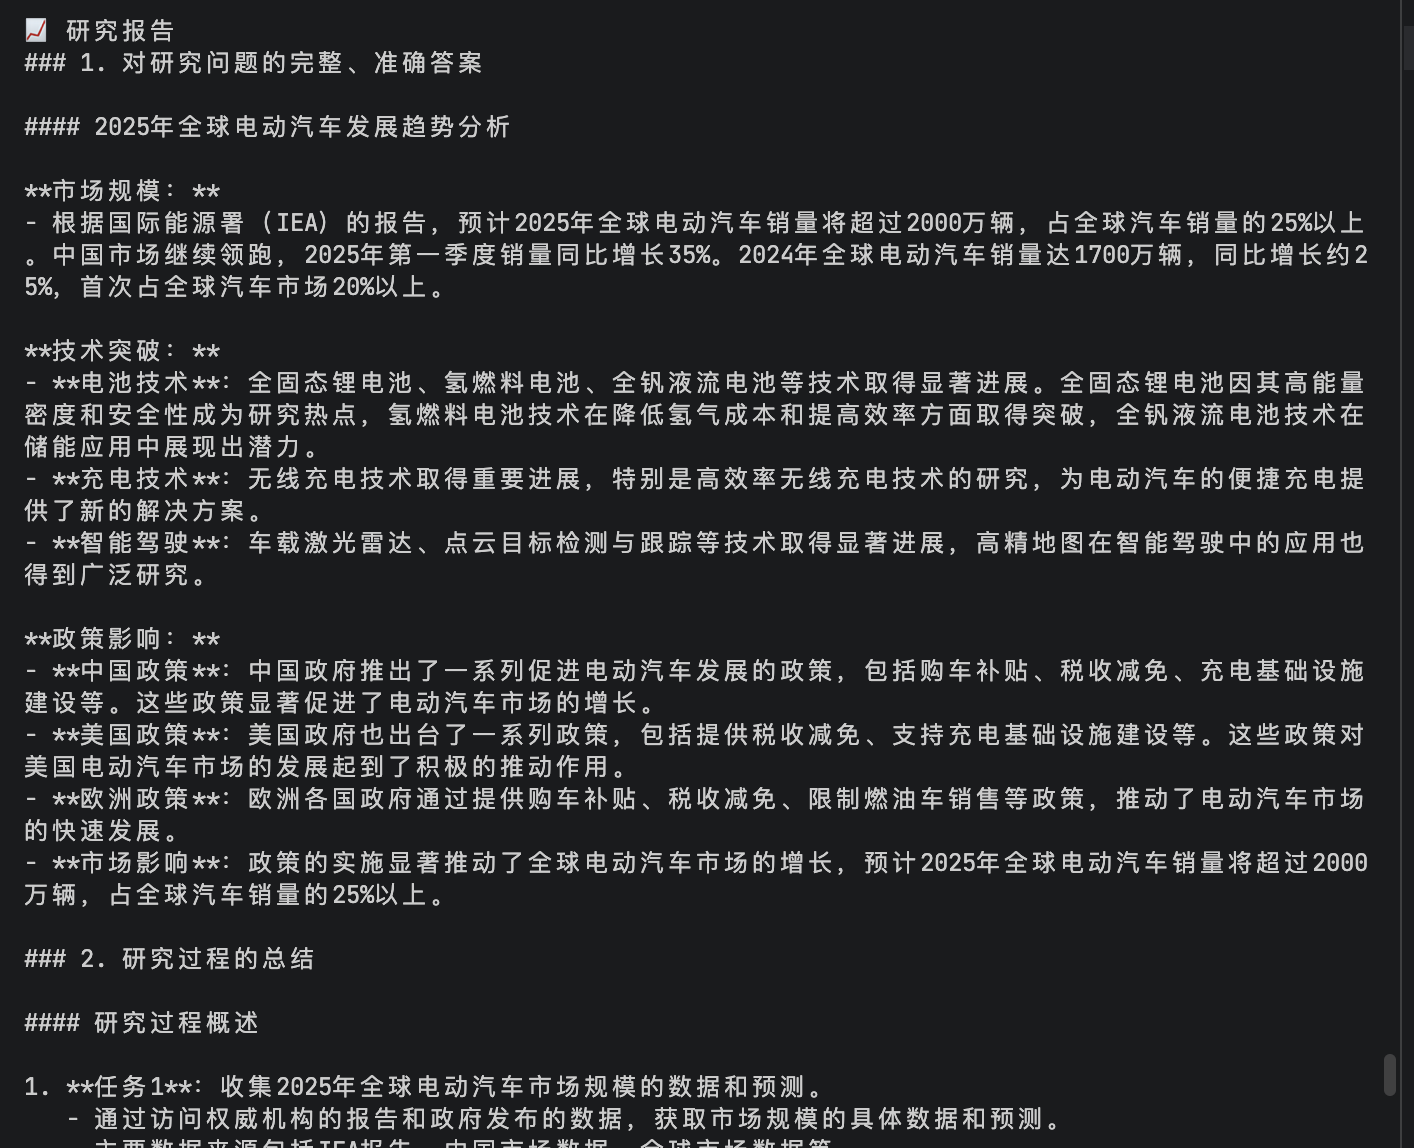 📈 研究报告
### 1. 对研究问题的完整、准确答案
#### 2025年全球电动汽车发展趋势分析
**市场规模：**
- 根据国际能源署（IEA）的报告，预计2025年全球电动汽车销量将超过2000万辆，占全球汽车销量的25%以上
。中国市场继续领跑，2025年第一季度销量同比增长35%。2024年全球电动汽车销量达1700万辆，同比增长约2
5%，首次占全球汽车市场20%以上。
**技术突破：**
- **电池技术**：全固态锂电池、氢燃料电池、全钒液流电池等技术取得显著进展。全固态锂电池因其高能量
密度和安全性成为研究热点，氢燃料电池技术在降低氢气成本和提高效率方面取得突破，全钒液流电池技术在
储能应用中展现出潜力。
- **充电技术**：无线充电技术取得重要进展，特别是高效率无线充电技术的研究，为电动汽车的便捷充电提
供了新的解决方案。
- **智能驾驶**：车载激光雷达、点云目标检测与跟踪等技术取得显著进展，高精地图在智能驾驶中的应用也
得到广泛研究。
**政策影响：**
- **中国政策**：中国政府推出了一系列促进电动汽车发展的政策，包括购车补贴、税收减免、充电基础设施
建设等。这些政策显著促进了电动汽车市场的增长。
- **美国政策**：美国政府也出台了一系列政策，包括提供税收减免、支持充电基础设施建设等。这些政策对
美国电动汽车市场的发展起到了积极的推动作用。
- **欧洲政策**：欧洲各国政府通过提供购车补贴、税收减免、限制燃油车销售等政策，推动了电动汽车市场
的快速发展。
- **市场影响**：政策的实施显著推动了全球电动汽车市场的增长，预计2025年全球电动汽车销量将超过2000
万辆，占全球汽车销量的25%以上。
### 2. 研究过程的总结
#### 研究过程概述
1. **任务1**：收集2025年全球电动汽车市场规模的数据和预测。
- 通过访问权威机构的报告和政府发布的数据，获取市场规模的具体数据和预测。
主要数据来源包括IEA报告、中国市场数据、全球市场数据等